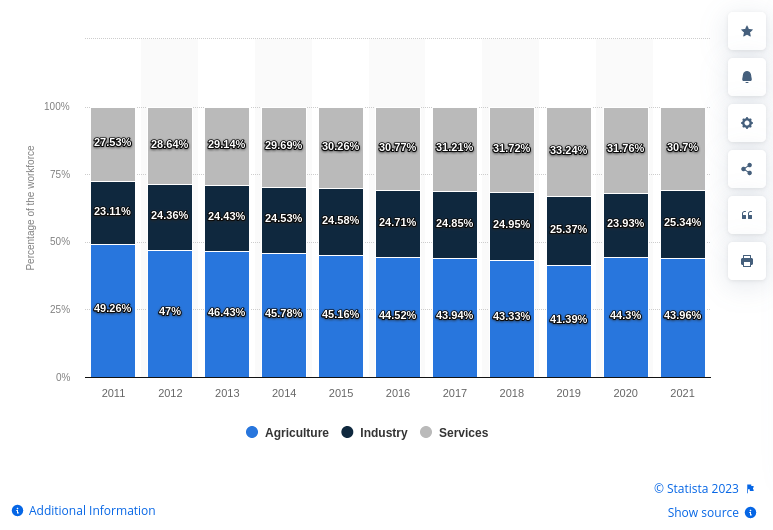 100%
75%
50%
25%
0%
Percentage of the workforce
27.53% 28.64% 29.14% 29.69% 30.26% 30.77% 31.21% 31.72% 33.24% 31.76% 30.7%
23.11% 24.36% 24.43% 24.53% 24.58% 24.71% 24.85% 24.95% 25.37% 23.93% 25.34%
49.26% 47% 46.43% 45.78% 45.16% 44.52% 43.94% 43.33% 41.39% 44.3% 43.96%
2011 2012 2013 2014 2015 2016 2017 2018 2019 2020 2021
Agriculture Industry Services
© Statista 2023
Additional Information
Show source